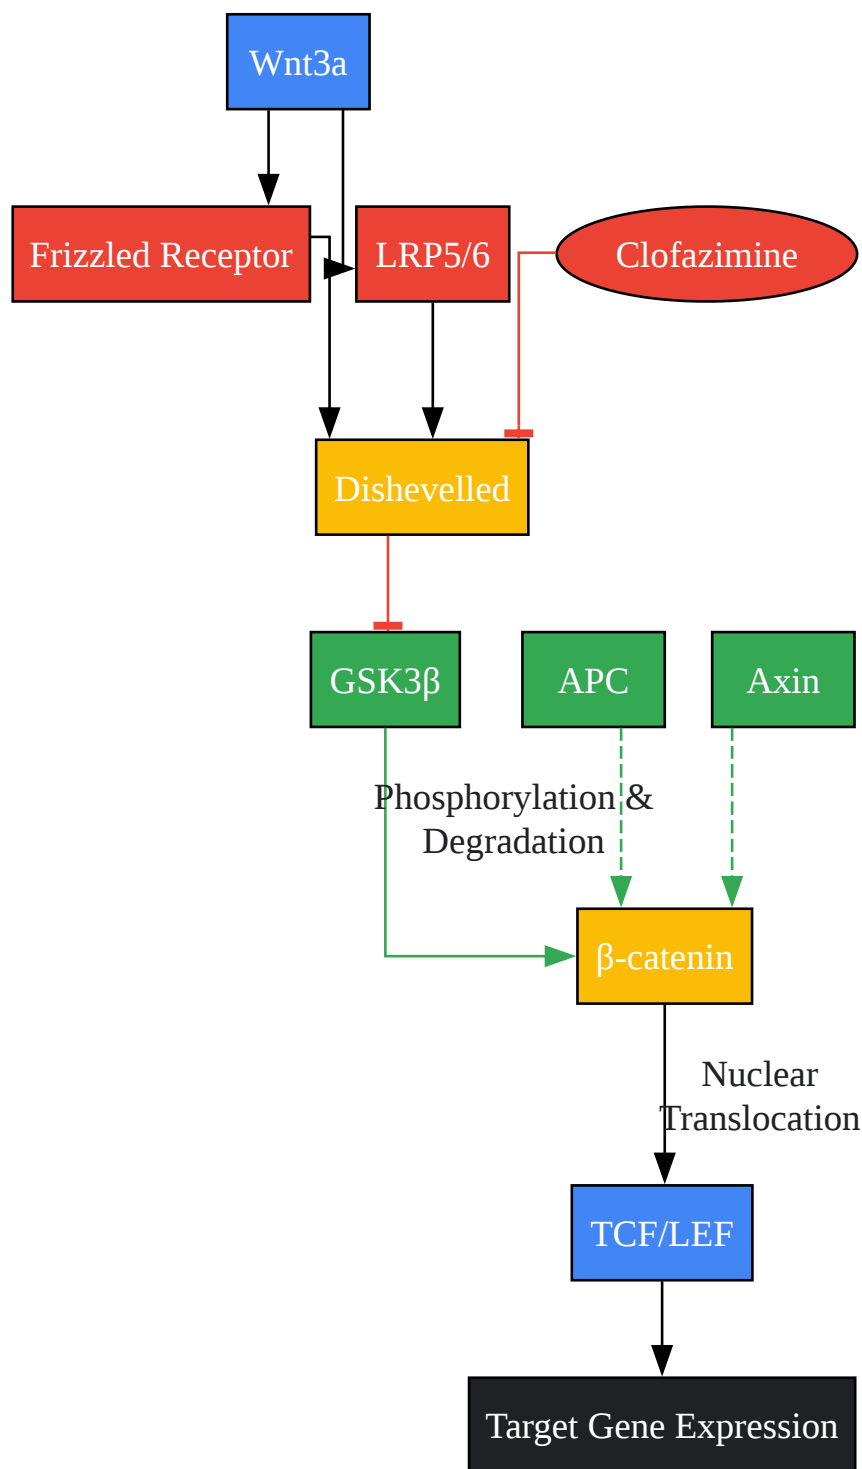 Wnt3a
Frizzled Receptor
LRP5/6
Clofazimine
Dishevelled
GSK3β
APC
Axin
Phosphorylation &
Degradation
β-catenin
Nuclear
Translocation
TCF/LEF
Target Gene Expression